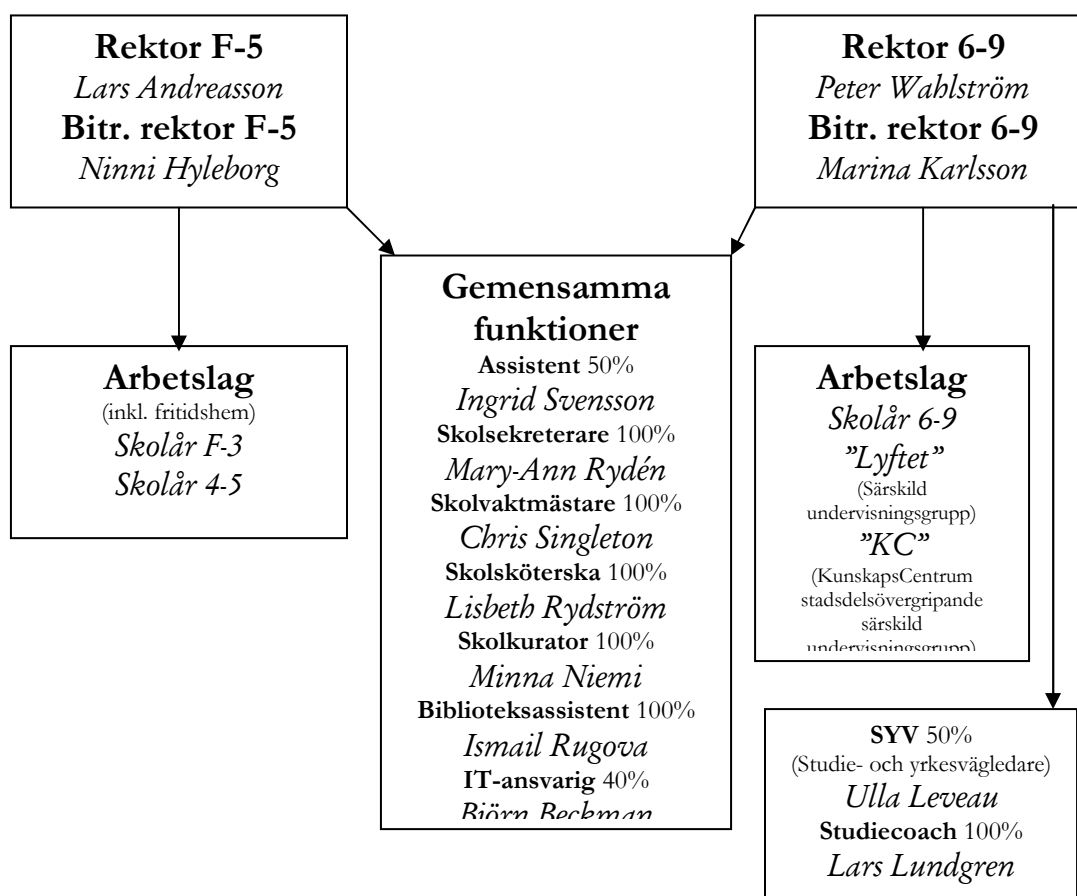 Rektor F-5
Lars Andreasson
Bitr. rektor F-5
Ninni Hyleborg
Rektor 6-9
Peter Wahlström
Bitr. rektor 6-9
Marina Karlsson
Gemensamma
funktioner
Assistent 50%
Ingrid Svensson
Skolsekreterare 100%
Mary-Ann Rydén
Skolvaktmästare 100%
Chris Singleton
Skolsköterska 100%
Lisbeth Rydström
Skolkurator 100%
Minna Niemi
Biblioteksassistent 100%
Ismail Rugova
IT-ansvarig 40%
Björn Beckman
Arbetslag
(inkl. fritidshem)
Skolår F-3
Skolår 4-5
Arbetslag
Skolår 6-9
”Lyftet”
(Särskild
undervisningsgrupp)
”KC”
(KunskapsCentrum
stadsdelsövergripande
särskild
undervisningsgrupp)
SYV 50%
(Studie- och yrkesvägledare)
Ulla Leveau
Studiecoach 100%
Lars Lundgren